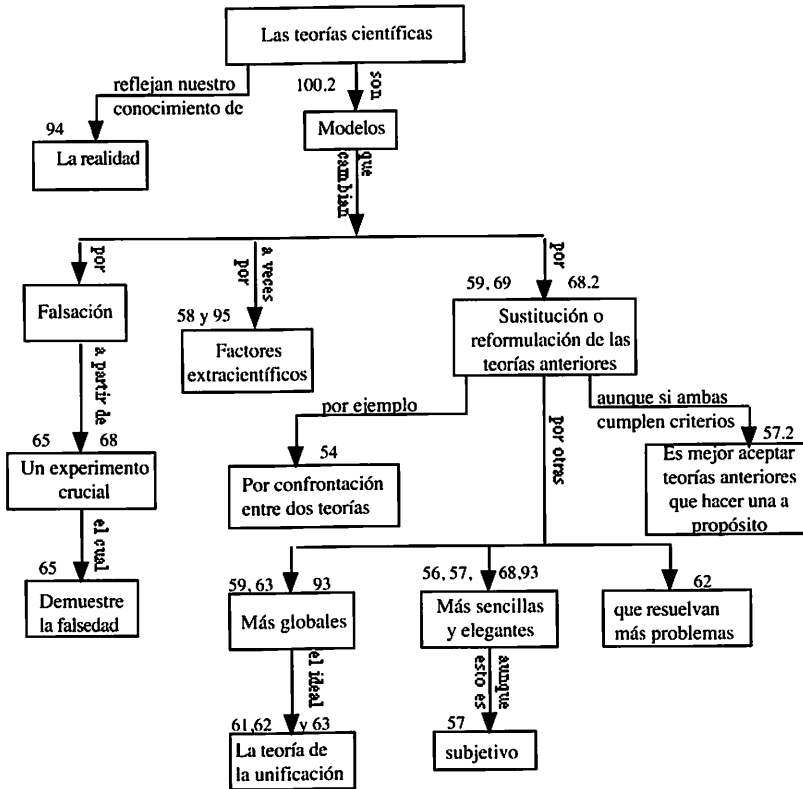 Las teorías científicas
reflejan nuestro
conocimiento de
100.2
son
94
La realidad
Modelos
que
cambian
por
a veces
por
por
Falsación
58 y 95
Factores
extracientíficos
59, 69
68.2
Sustitución o
reformulación de las
teorías anteriores
a partir de
por ejemplo
por otras
aunque si ambas
cumplen criterios
65
68
Un experimento
crucial
54
Por confrontación
entre dos teorías
57.2
Es mejor aceptar
teorías anteriores
que hacer una a
propósito
el cual
65
Demuestre
la falsedad
59, 63
93
Más globales
56, 57,
68,93
Más sencillas
y elegantes
62
que resuelvan
más problemas
el ideal
aunque
esto es
61,62
y 63
La teoría de
la unificación
57
subjetivo